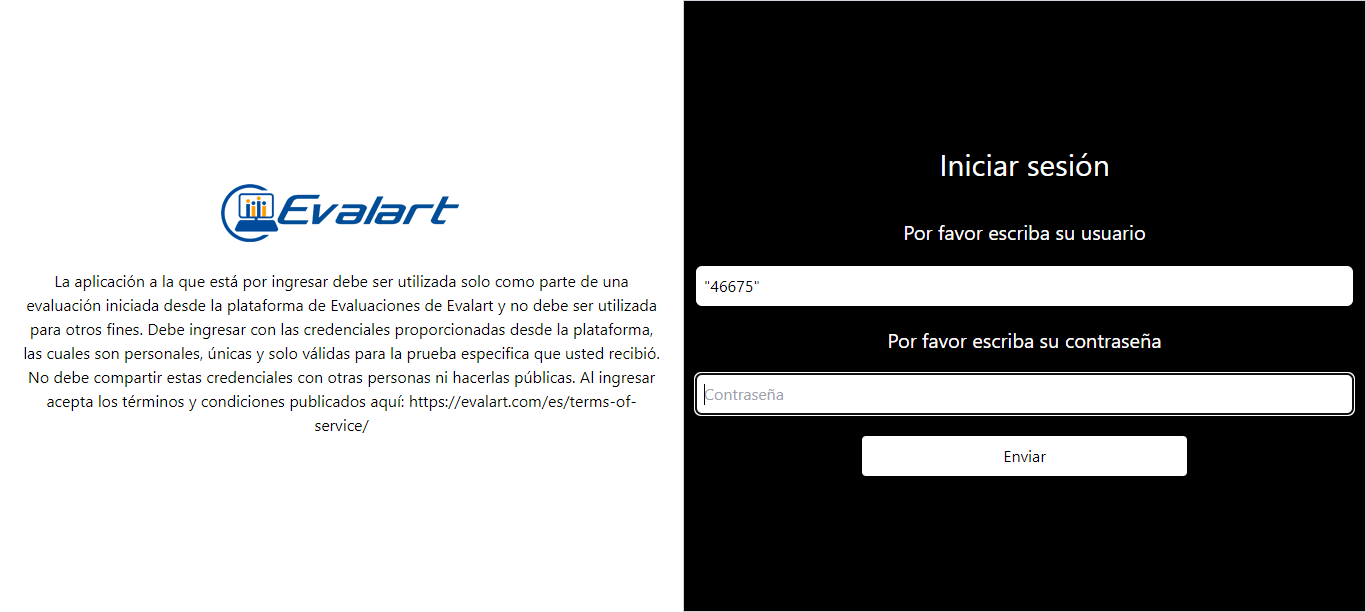 Evalart
La aplicación a la que está por ingresar debe ser utilizada solo como parte de una
evaluación iniciada desde la plataforma de Evaluaciones de Evalart y no debe ser utilizada
para otros fines. Debe ingresar con las credenciales proporcionadas desde la plataforma,
las cuales son personales, únicas y solo válidas para la prueba especifica que usted recibió.
No debe compartir estas credenciales con otras personas ni hacerlas públicas. Al ingresar
acepta los términos y condiciones publicados aquí: https://evalart.com/es/terms-of-
service/
Iniciar sesión
Por favor escriba su usuario
"46675"
Por favor escriba su contraseña
Contraseña
Enviar